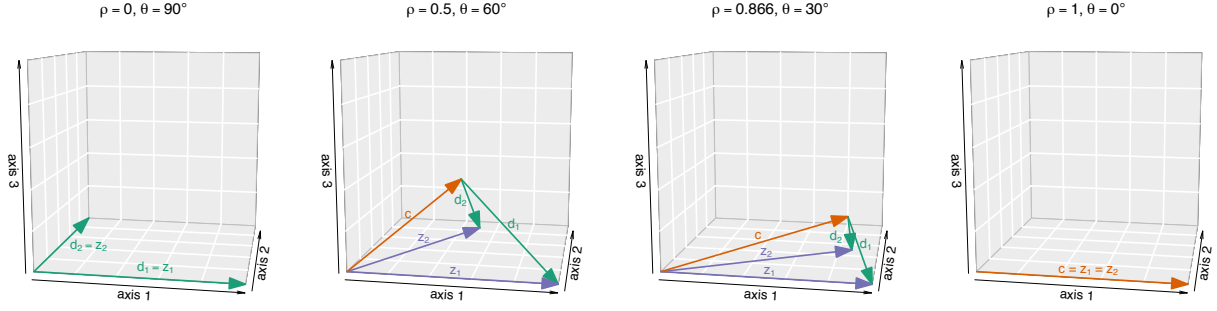 ρ = 0, θ = 90°
axis 3
d₂ = z₂
d₁ = z₁
axis 1
axis 2
ρ = 0.5, θ = 60°
axis 3
c
d₂
d₁
z₂
z₁
axis 1
axis 2
ρ = 0.866, θ = 30°
axis 3
c
d₂
d₁
z₂
z₁
axis 1
axis 2
ρ = 1, θ = 0°
axis 3
c = z₁ = z₂
axis 1
axis 2